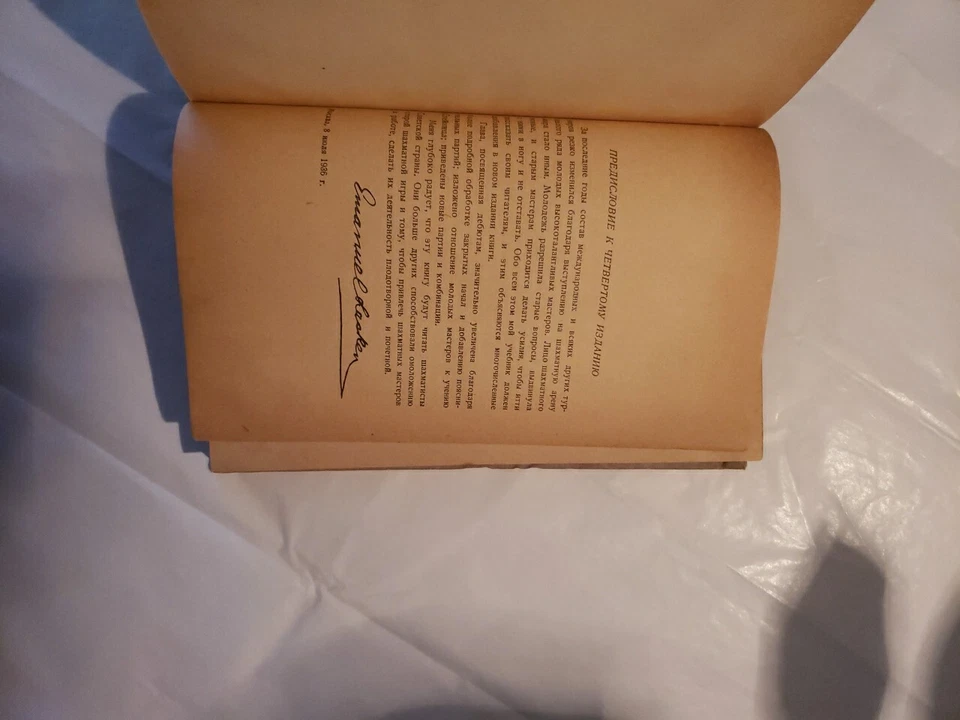 ПРЕДИСЛОВИЕ К ЧЕТВЕРТОМУ ИЗДАНИЮ
За последние годы состав международных и всяких других тур-
резко изменился благодаря выступлению на шахматную арену
ряда молодых высокоталантливых мастеров. Лицо шахматного
стало иным. Молодежь разрешила старые вопросы, выдвинула
и старым мастерам приходится делать усилия, чтобы итти
в ногу и не отставать. Обо всем этом мой учебник должен
своим читателям, и этим объясняются многочисленные
в новом издании книги.
Глава, посвященная дебютам, значительно увеличена благодаря
подробной обработке закрытых начал и добавлению поясни-
партий; изложено отношение молодых мастеров к учению
приведены новые партии и комбинации.
Меня глубоко радует, что эту книгу будут читать шахматисты
страны. Они больше других способствовали омоложению
шахматной игры и тому, чтобы привлечь шахматных мастеров
работе, сделать их деятельность плодотворной и почетной.
Emanuel Lasker
8 июля 1936 г.